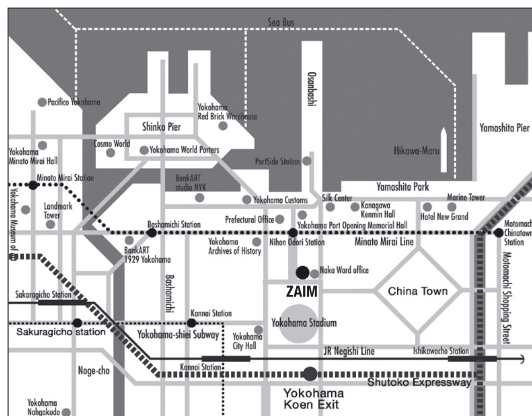 Sea Bus
Pacifico Yokohama
Osanbashi
Yokohama
Red Brick Warehouse
Shinko Pier
Yamashita Pier
Yokohama
Minato Mirai Hall
Cosmo World
Yokohama World Porters
Hikawa-Maru
PortSide Station
Minato Mirai Station
BankART
studio NYK
Yamashita Park
Yokohama Customs
Silk Center
Kanagawa
Kenmin Hall
Marine Tower
Hotel New Grand
Landmark
Tower
Yokohama Museum of
Prefectural Office
Yokohama Port Opening Memorial Hall
Bashamichi Station
Nihon Odori Station
Minato Mirai Line
Motomachi
Chinatown
Station
BankART
1929 Yokohama
Yokohama
Archives of History
Naka Ward office
ZAIM
China Town
Motomachi Shopping Street
Bashamichi
Sakuragicho Station
Kannai Station
Yokohama Stadium
Sakuragicho station
Yokohama-shiei Subway
Yokohama
City Hall
JR Negishi Line
Ishikawocho Station
Noge-cho
Kannai Station
Shutoko Expressway
Yokohama
Koen Exit
Yokohama
Nohgakudo